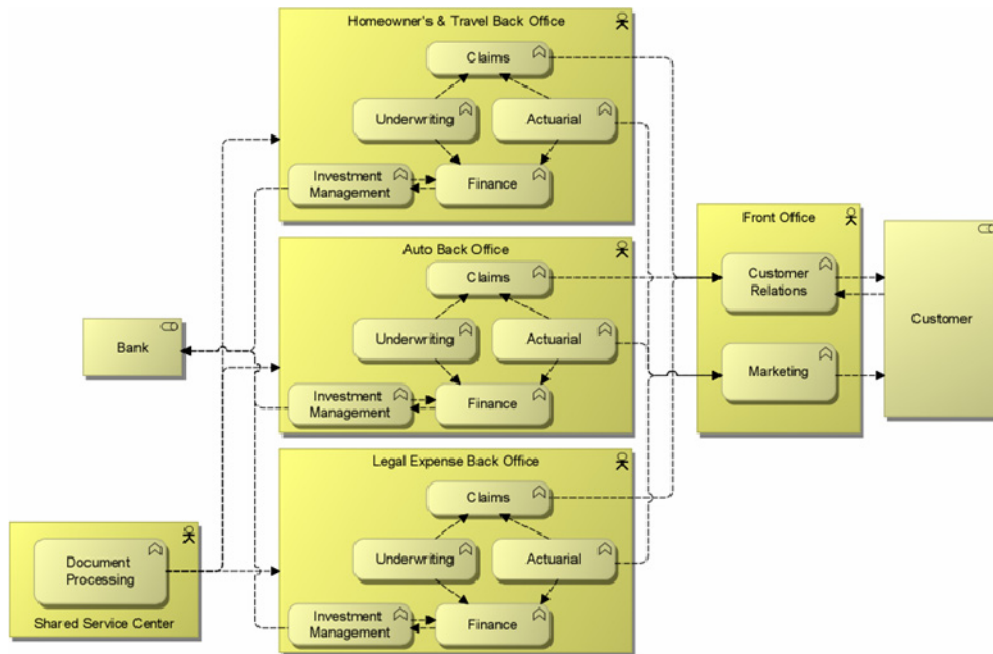 Homeowner's & Travel Back Office
Claims
Underwriting
Actuarial
Investment
Management
Finance
Auto Back Office
Claims
Underwriting
Actuarial
Investment
Management
Finance
Legal Expense Back Office
Claims
Underwriting
Actuarial
Investment
Management
Finance
Bank
Document
Processing
Shared Service Center
Front Office
Customer
Relations
Marketing
Customer